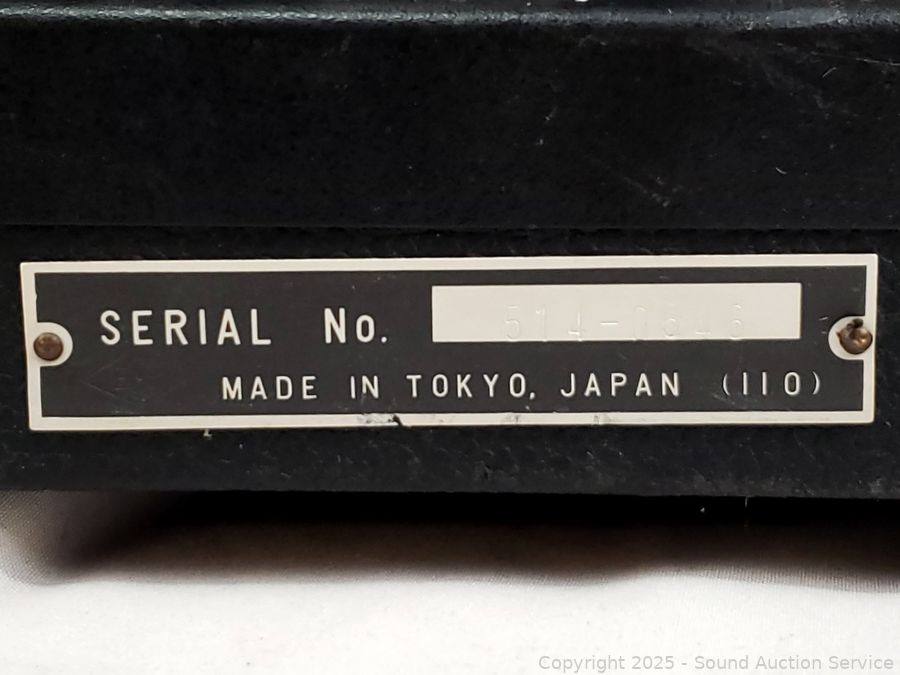 SERIAL No.
MADE IN TOKYO, JAPAN (110)
Copyright © 2025 - Sound Auction Service